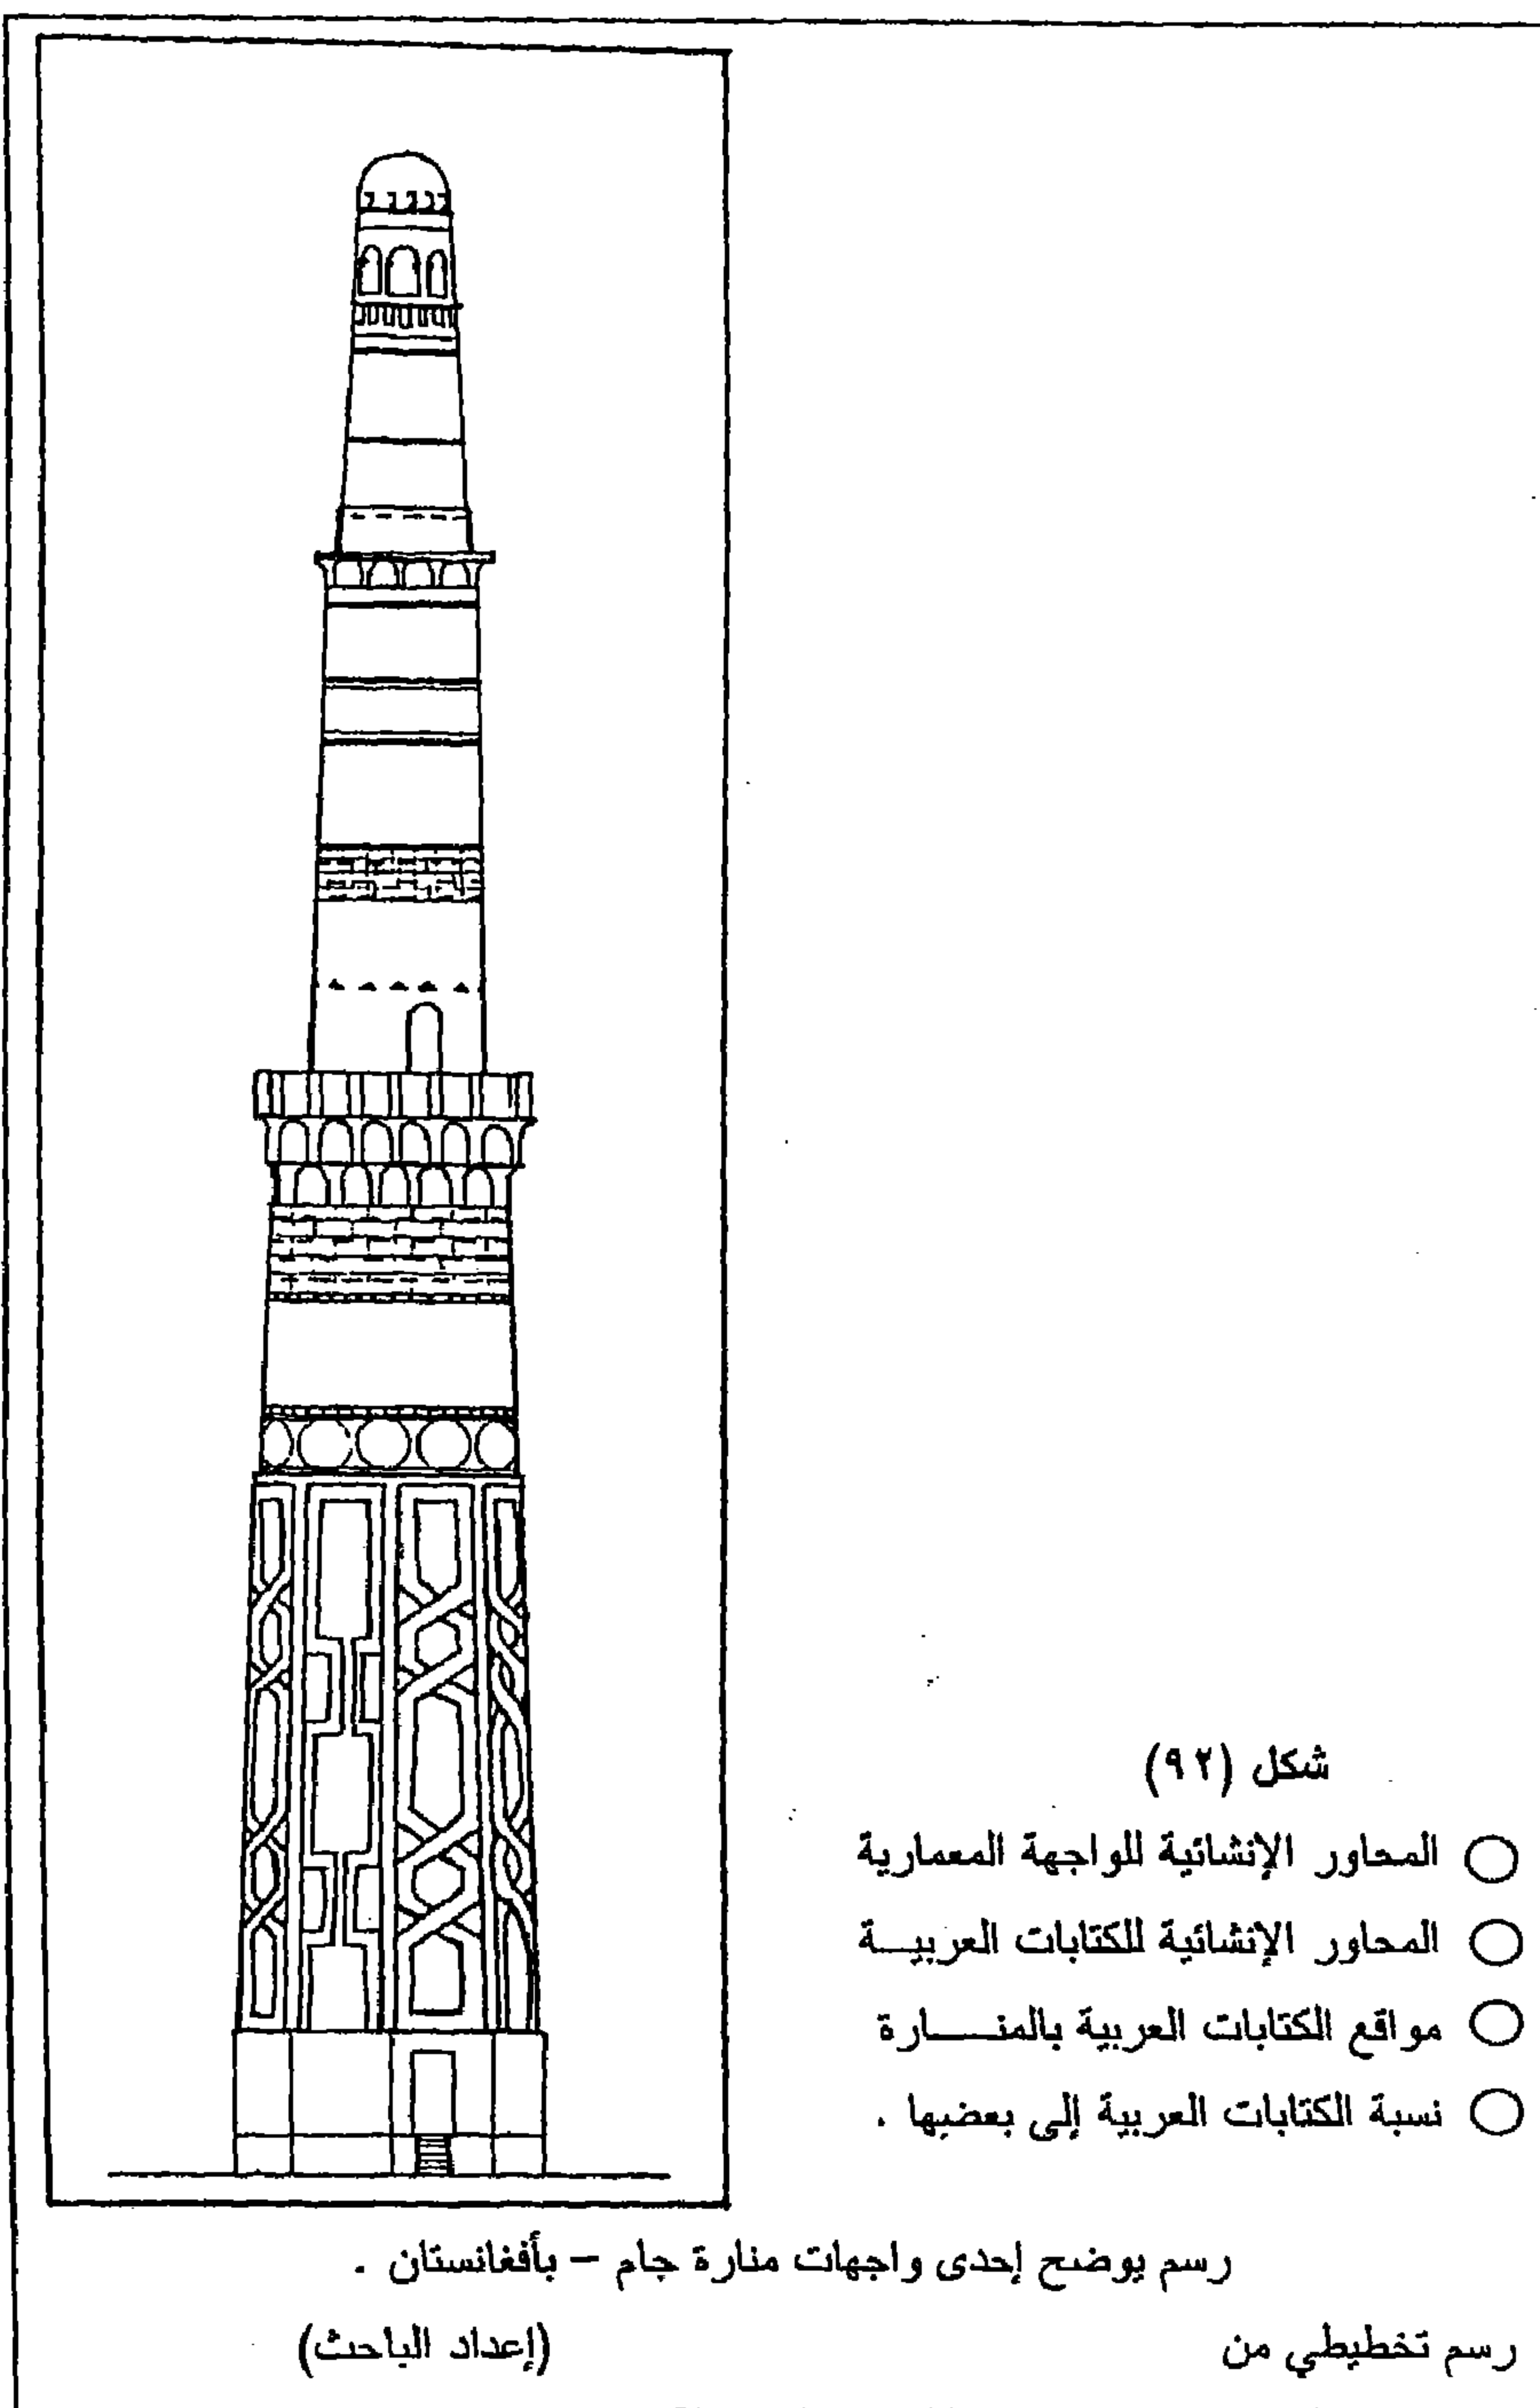 شكل (٩٢)
المحاور الإنشائية للواجهة المعمارية
المحاور الإنشائية للكتابات العربيـــة
مواقع الكتابات العربية بالمنـــــارة
نسبة الكتابات العربية إلى بعضها .
رسم يوضح إحدى واجهات منارة جام – بأفغانستان .
رسم تخطيطي من (إعداد الباحث)